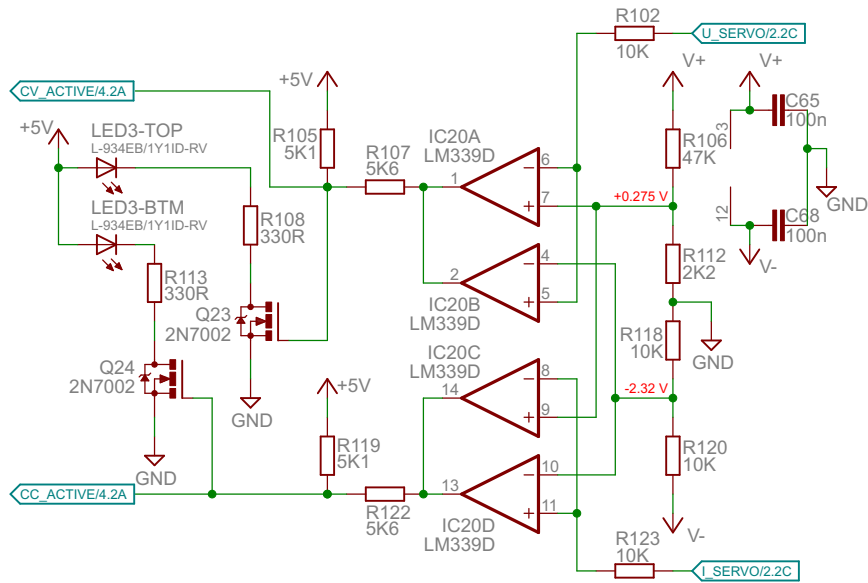 R102
10K
U_SERVO/2.2C
V+
V+
CV_ACTIVE/4.2A
+5V
C65
100n
3
+5V
LED3-TOP
L-934EB/1Y1ID-RV
R105
5K1
IC20A
LM339D
R106
47K
R107
5K6
1
6
7
+0.275 V
GND
LED3-BTM
L-934EB/1Y1ID-RV
R108
330R
12
C68
100n
R112
2K2
V-
R113
330R
2
4
5
IC20B
LM339D
Q23
2N7002
R118
10K
GND
IC20C
LM339D
Q24
2N7002
+5V
14
8
9
-2.32 V
GND
GND
R119
5K1
R120
10K
CC_ACTIVE/4.2A
R122
5K6
13
10
11
IC20D
LM339D
V-
R123
10K
I_SERVO/2.2C